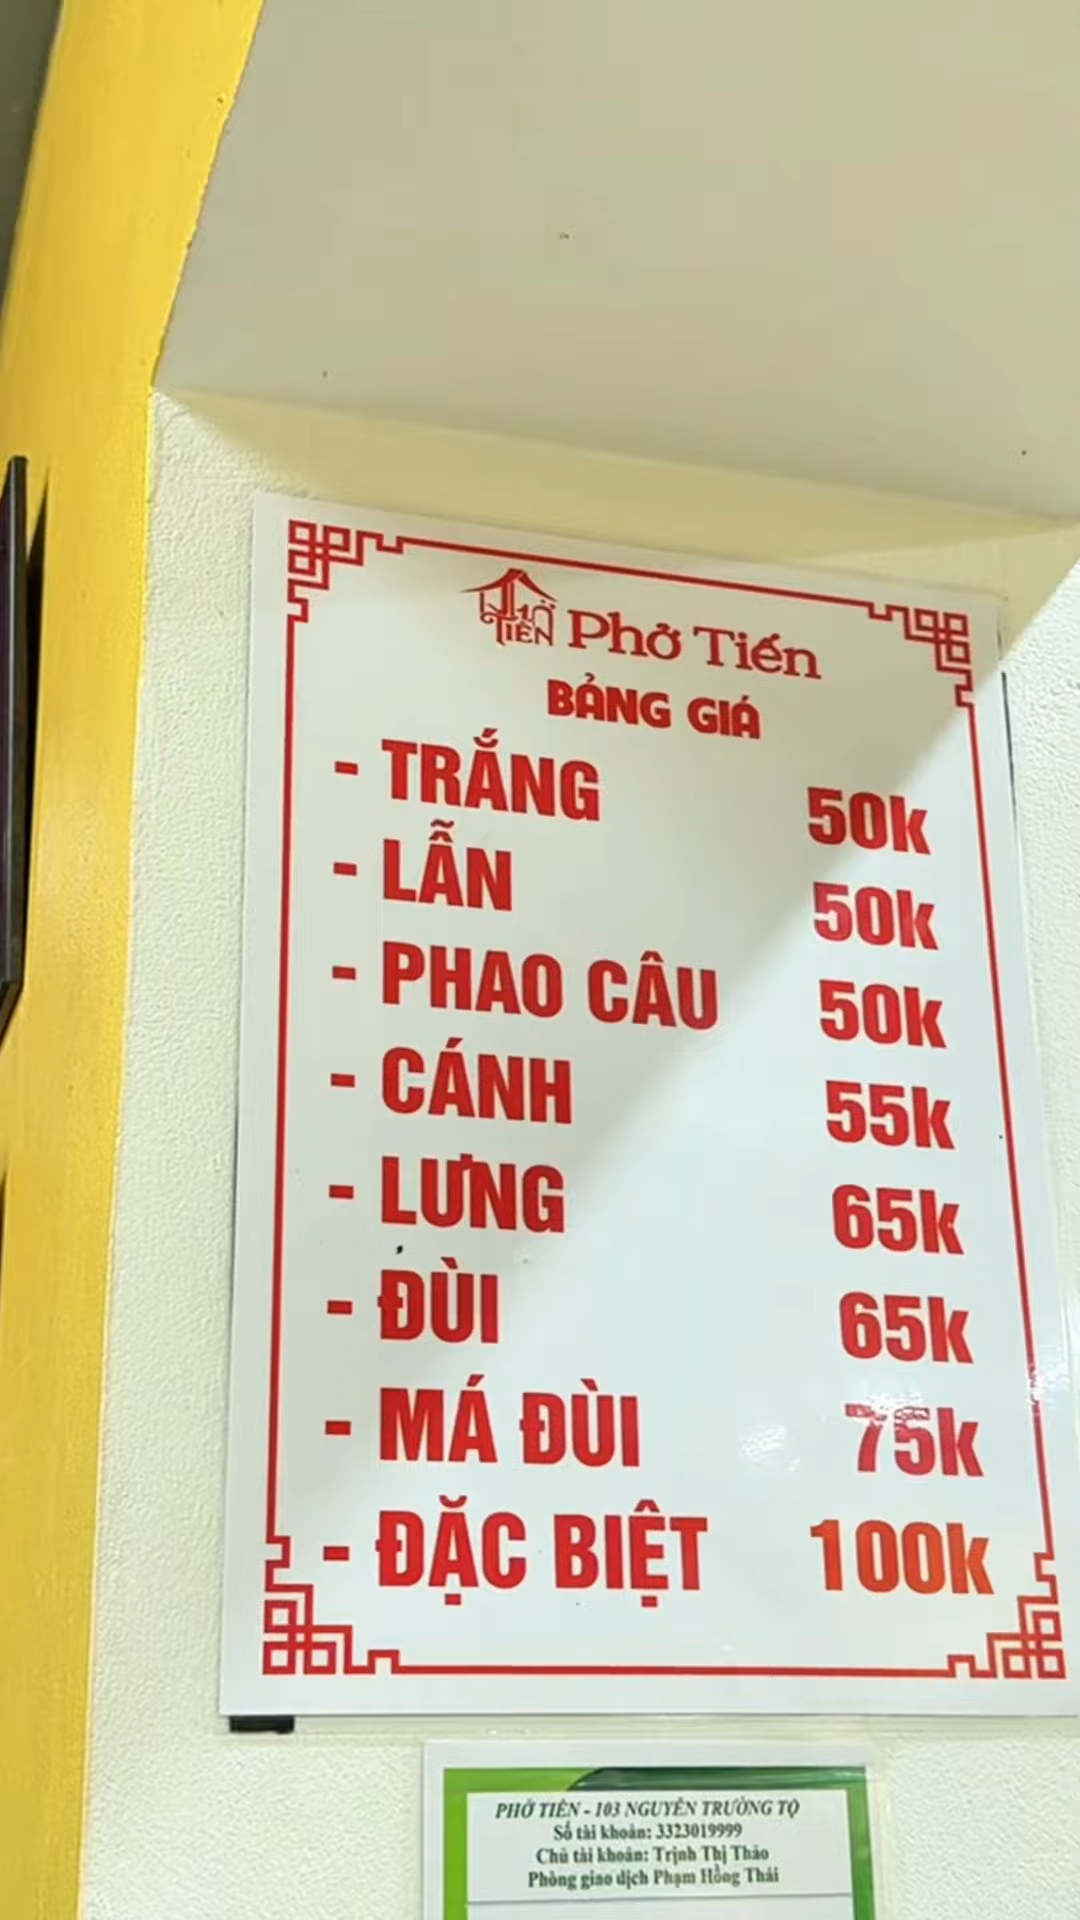 PHỞ TIẾN Phở Tiến
BẢNG GIÁ
- TRẮNG 50k
- LẪN 50k
- PHAO CÂU 50k
- CÁNH 55k
- LƯNG 65k
- ĐÙI 65k
- MÁ ĐÙI 75k
- ĐẶC BIỆT 100k
PHỞ TIẾN - 103 NGUYỄN TRƯỜNG TỘ
Số tài khoản: 3323019999
Chủ tài khoản: Trịnh Thị Thảo
Phòng giao dịch Phạm Hồng Thái